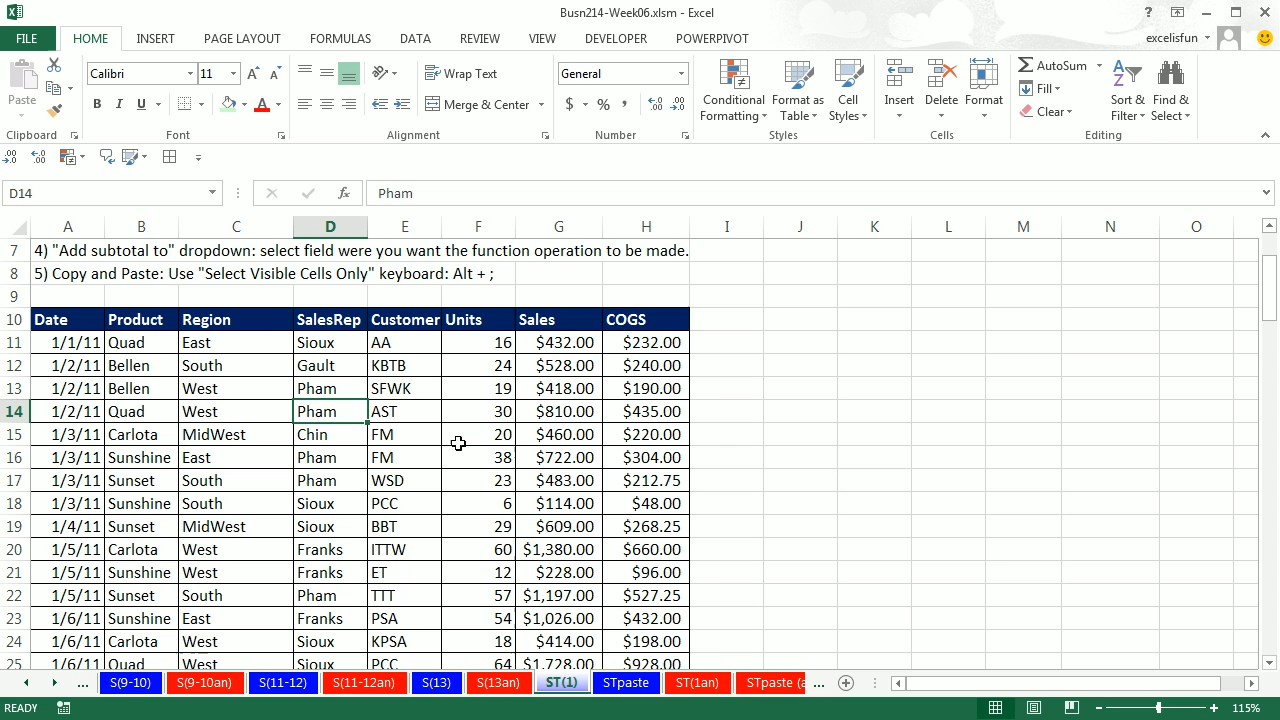 Busn214-Week06.xlsm - Excel
FILE HOME INSERT PAGE LAYOUT FORMULAS DATA REVIEW VIEW DEVELOPER POWERPIVOT excelisfun
Paste Calibri 11 Wrap Text General AutoSum
B I U Merge & Center $ % , Conditional Formatting Format as Table Cell Styles Insert Delete Format Fill Sort & Filter Find & Select
Clear
Clipboard Font Alignment Number Styles Cells Editing
D14 fx Pham
A B C D E F G H I J K L M N O
7 4) "Add subtotal to" dropdown: select field were you want the function operation to be made.
8 5) Copy and Paste: Use "Select Visible Cells Only" keyboard: Alt + ;
9
10 Date Product Region SalesRep Customer Units Sales COGS
11 1/1/11 Quad East Sioux AA 16 $432.00 $232.00
12 1/2/11 Bellen South Gault KBTB 24 $528.00 $240.00
13 1/2/11 Bellen West Pham SFWK 19 $418.00 $190.00
14 1/2/11 Quad West Pham AST 30 $810.00 $435.00
15 1/3/11 Carlota MidWest Chin FM 20 $460.00 $220.00
16 1/3/11 Sunshine East Pham FM 38 $722.00 $304.00
17 1/3/11 Sunset South Pham WSD 23 $483.00 $212.75
18 1/3/11 Sunshine South Sioux PCC 6 $114.00 $48.00
19 1/4/11 Sunset MidWest Sioux BBT 29 $609.00 $268.25
20 1/5/11 Carlota West Franks ITTW 60 $1,380.00 $660.00
21 1/5/11 Sunshine West Franks ET 12 $228.00 $96.00
22 1/5/11 Sunset South Pham TTT 57 $1,197.00 $527.25
23 1/6/11 Sunshine East Franks PSA 54 $1,026.00 $432.00
24 1/6/11 Carlota West Sioux KPSA 18 $414.00 $198.00
25 1/6/11 Quad West Sioux PCC 64 $1,728.00 $928.00
... S(9-10) S(9-10an) S(11-12) S(11-12an) S(13) S(13an) ST(1) STpaste ST(1an) STpaste (a ...
READY 115%